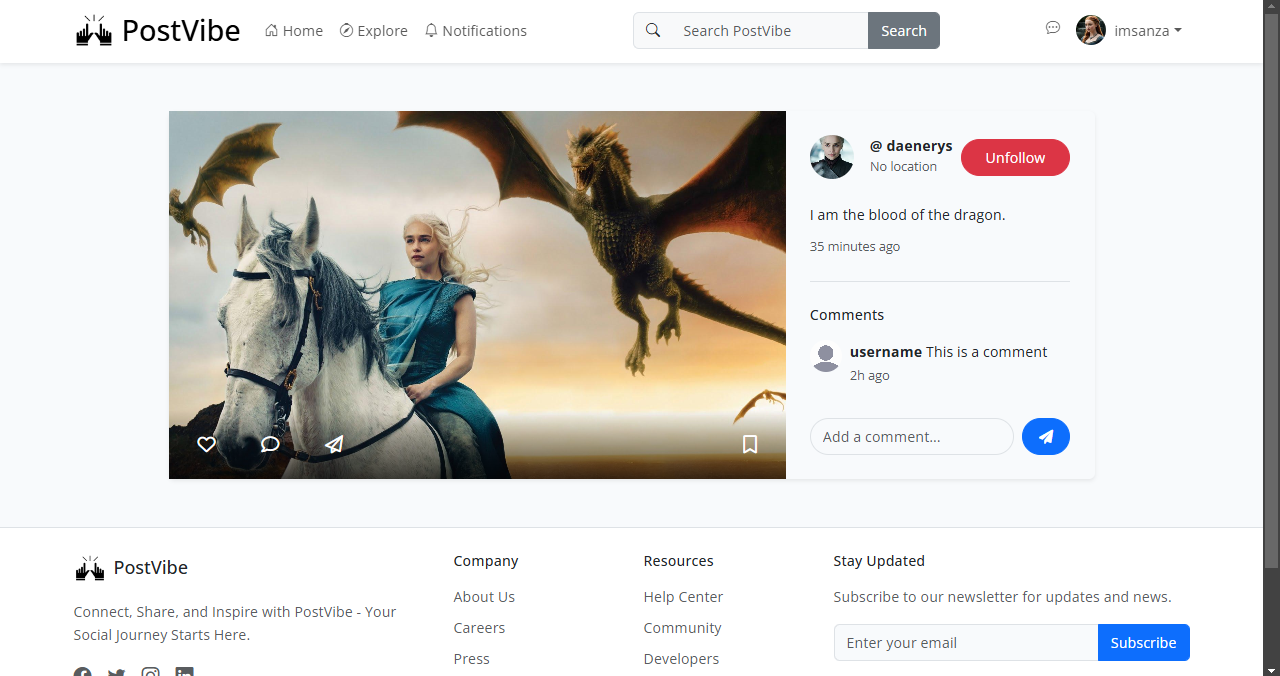 PostVibe Home Explore Notifications Search PostVibe Search imsanza
@ daenerys
No location
Unfollow
I am the blood of the dragon.
35 minutes ago
Comments
username This is a comment
2h ago
Add a comment...
PostVibe
Connect, Share, and Inspire with PostVibe - Your
Social Journey Starts Here.
Company
About Us
Careers
Press
Resources
Help Center
Community
Developers
Stay Updated
Subscribe to our newsletter for updates and news.
Enter your email Subscribe